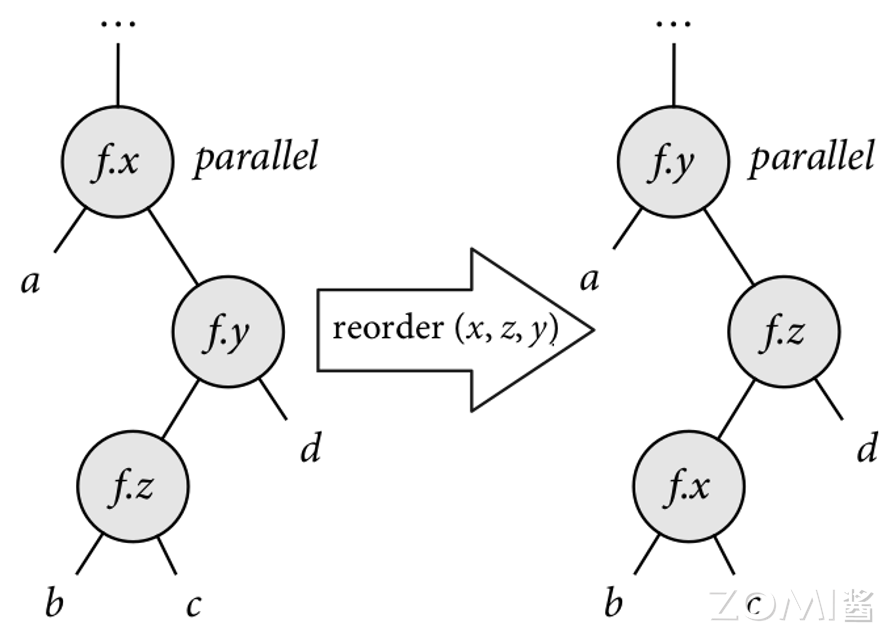 ...
f.x parallel
a
f.y
d
f.z
b
c
reorder (x, z, y)
...
f.y parallel
a
f.z
d
f.x
b
c
ZOMI酱